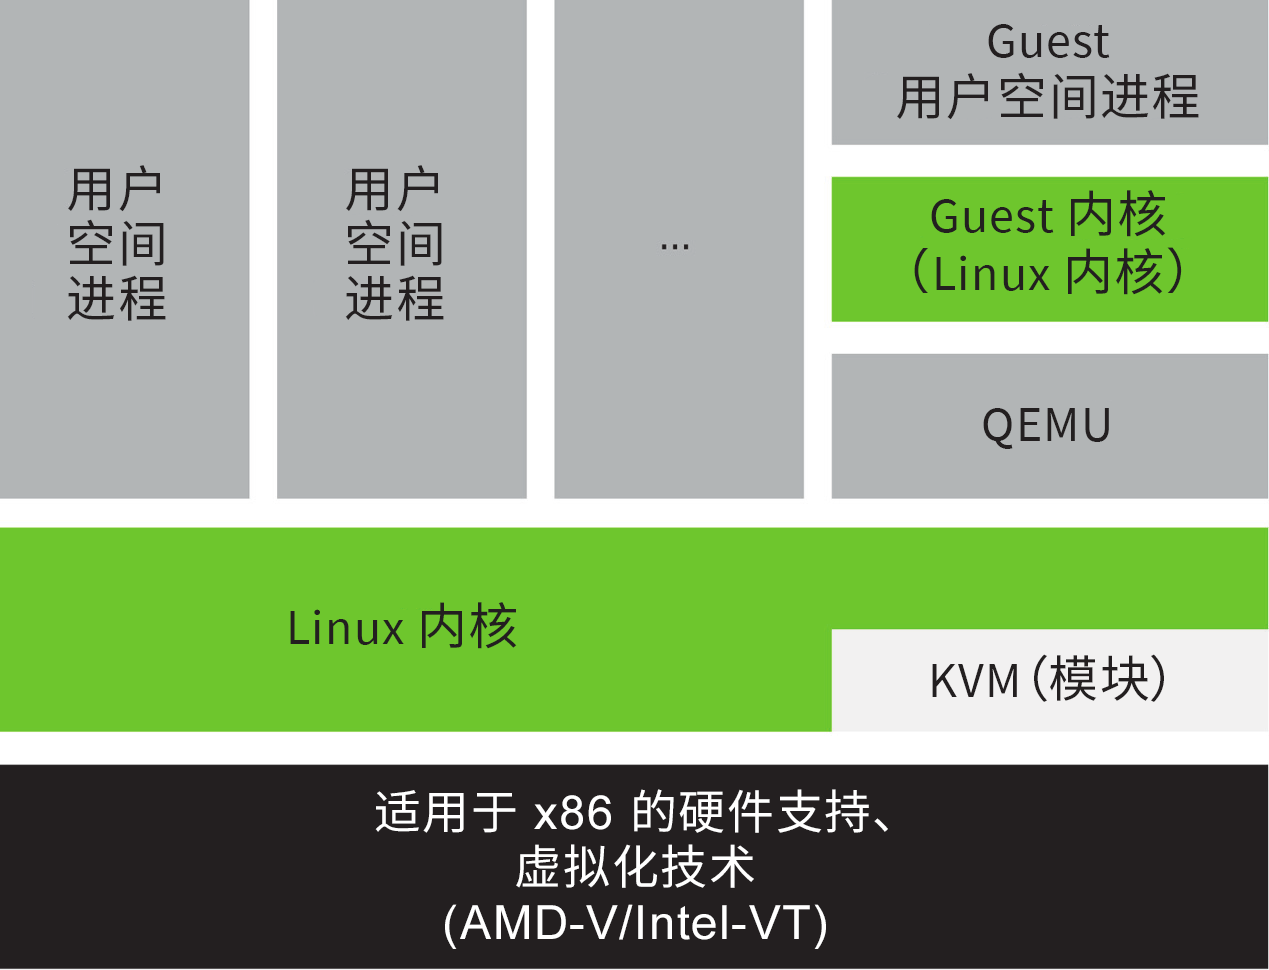 用户
空间
进程
用户
空间
进程
...
Guest
用户空间进程
Guest 内核
（Linux 内核）
QEMU
Linux 内核
KVM（模块）
适用于 x86 的硬件支持、
虚拟化技术
(AMD-V/Intel-VT)